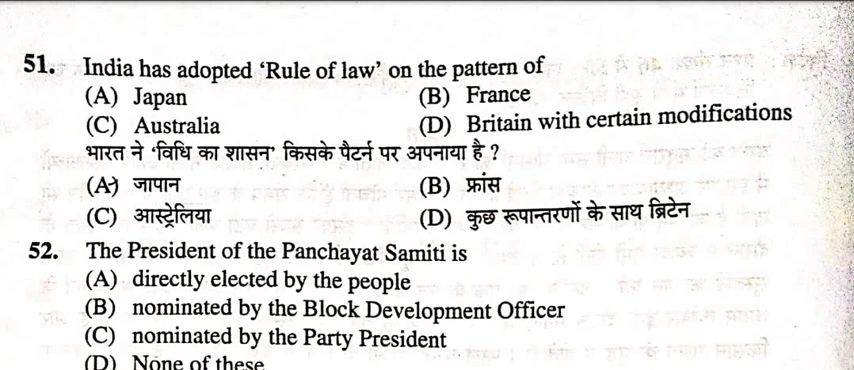 51. India has adopted ‘Rule of law’ on the pattern of
(A) Japan (B) France
(C) Australia (D) Britain with certain modifications
भारत ने ‘विधि का शासन’ किसके पैटर्न पर अपनाया है ?
(A) जापान (B) फ्रांस
(C) आस्ट्रेलिया (D) कुछ रूपान्तरणों के साथ ब्रिटेन
52. The President of the Panchayat Samiti is
(A) directly elected by the people
(B) nominated by the Block Development Officer
(C) nominated by the Party President
(D) None of these